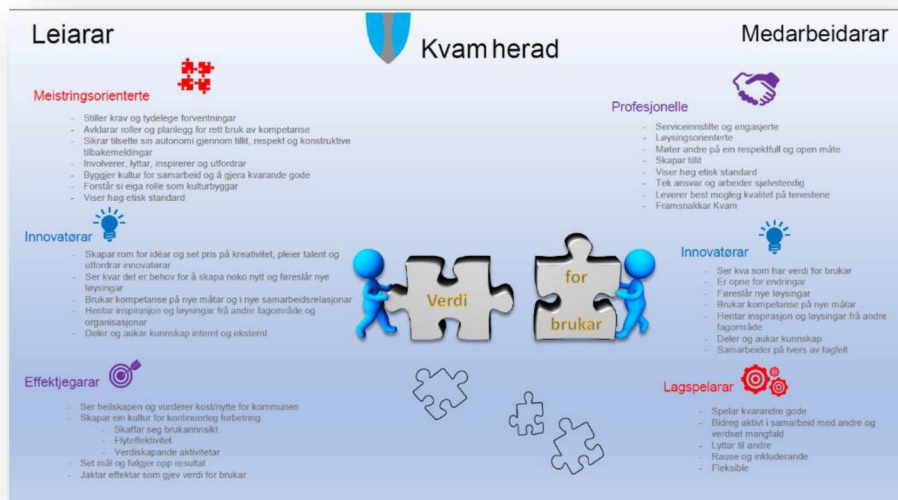 Leiarar
Kvam herad
Medarbeidarar
Meistringsorienterte
- Stiller krav og tydelege forventningar
- Avklarar roller og planlegg for rett bruk av kompetanse
- Sikrar tilsette sin autonomi gjennom tillit, respekt og konstruktive
tilbakemeldingar
- Involverer, lyttar, inspirerer og utfordrar
- Byggjer kultur for samarbeid og å gjera kvarande gode
- Forstår si eiga rolle som kulturbyggar
- Viser høg etisk standard
Innovatørar
- Skapar rom for idéar og set pris på kreativitet, pleier talent og
utfordrar innovatørar
- Ser kvar det er behov for å skapa noko nytt og føreslår nye
løysingar
- Brukar kompetanse på nye måtar og i nye samarbeidsrelasjonar
- Hentar inspirasjon og løysingar frå andre fagområde og
organisasjonar
- Deler og aukar kunnskap internt og eksternt
Effektjegarar
- Ser heilskapen og vurderer kost/nytte for kommunen
- Skapar ein kultur for kontinuerleg forbetring
- Skaffar seg brukarinnsikt
- Flyteffektivitet
- Verdiskapande aktivitetar
- Set mål og følgjer opp resultat
- Jaktar effektar som gjev verdi for brukar
Verdi
for
brukar
Profesjonelle
- Serviceinnstilte og engasjerte
- Løysingsorienterte
- Møter andre på ein respektfull og open måte
- Skapar tillit
- Viser høg etisk standard
- Tek ansvar og arbeider sjølvstendig
- Leverer best mogleg kvalitet på tenestene
- Framsnakkar Kvam
Innovatørar
- Ser kva som har verdi for brukar
- Er opne for endringar
- Føreslår nye løysingar
- Brukar kompetanse på nye måtar
- Hentar inspirasjon og løysingar frå andre
fagområde
- Deler og aukar kunnskap
- Samarbeider på tvers av fagfelt
Lagspelarar
- Spelar kvarandre gode
- Bidreg aktivt i samarbeid med andre og
verdset mangfald
- Lyttar til andre
- Rause og inkluderande
- Fleksible